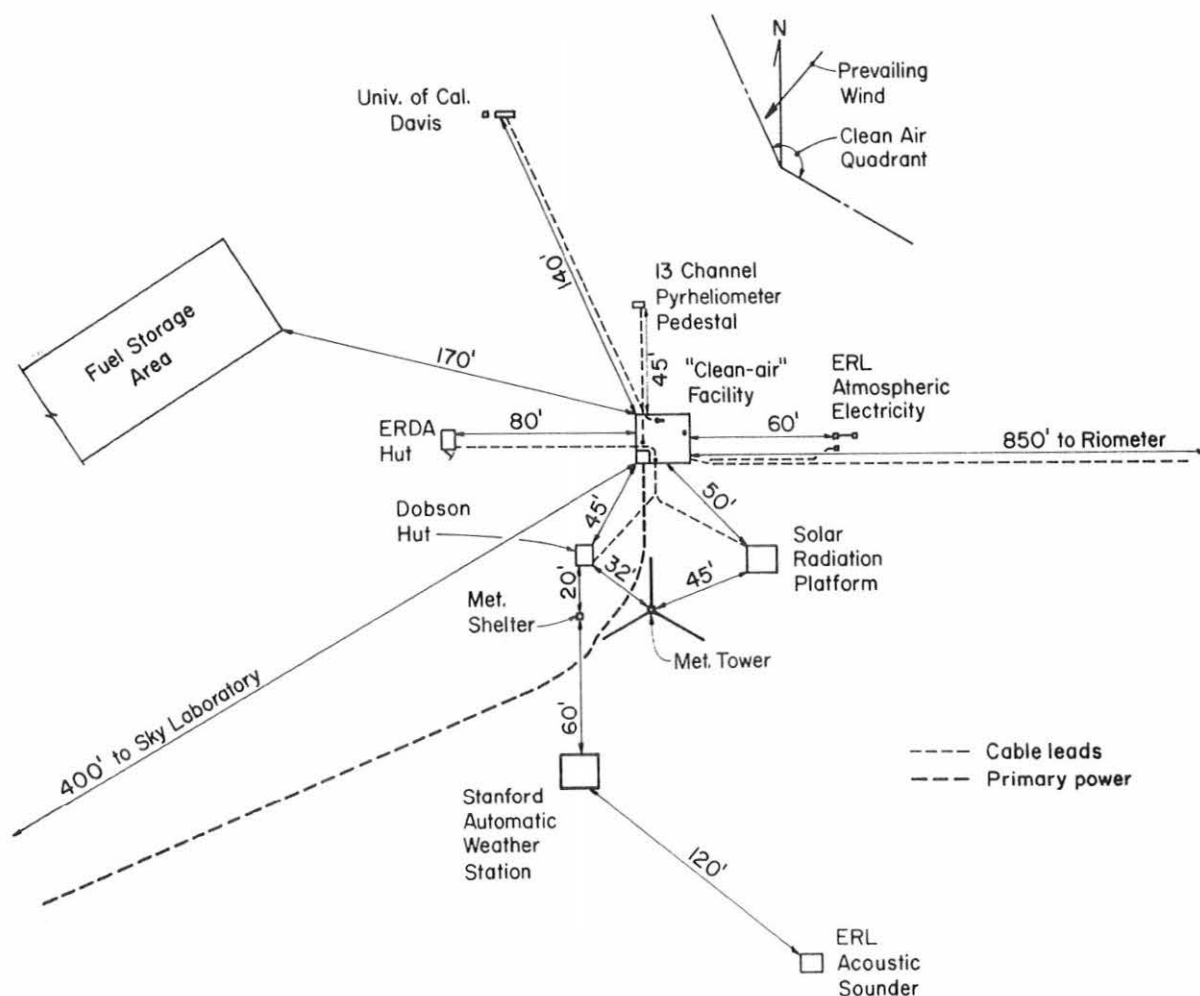 N
Prevailing
Wind
Clean Air
Quadrant
Univ. of Cal.
Davis
140'
13 Channel
Pyrheliometer
Pedestal
Fuel Storage
Area
170'
45'
"Clean-air"
Facility
ERL
Atmospheric
Electricity
ERDA
Hut
80'
60'
850' to Riometer
Dobson
Hut
45'
50'
Solar
Radiation
Platform
32'
45'
20'
Met.
Shelter
Met. Tower
60'
400' to Sky Laboratory
Cable leads
Primary power
Stanford
Automatic
Weather
Station
120'
ERL
Acoustic
Sounder